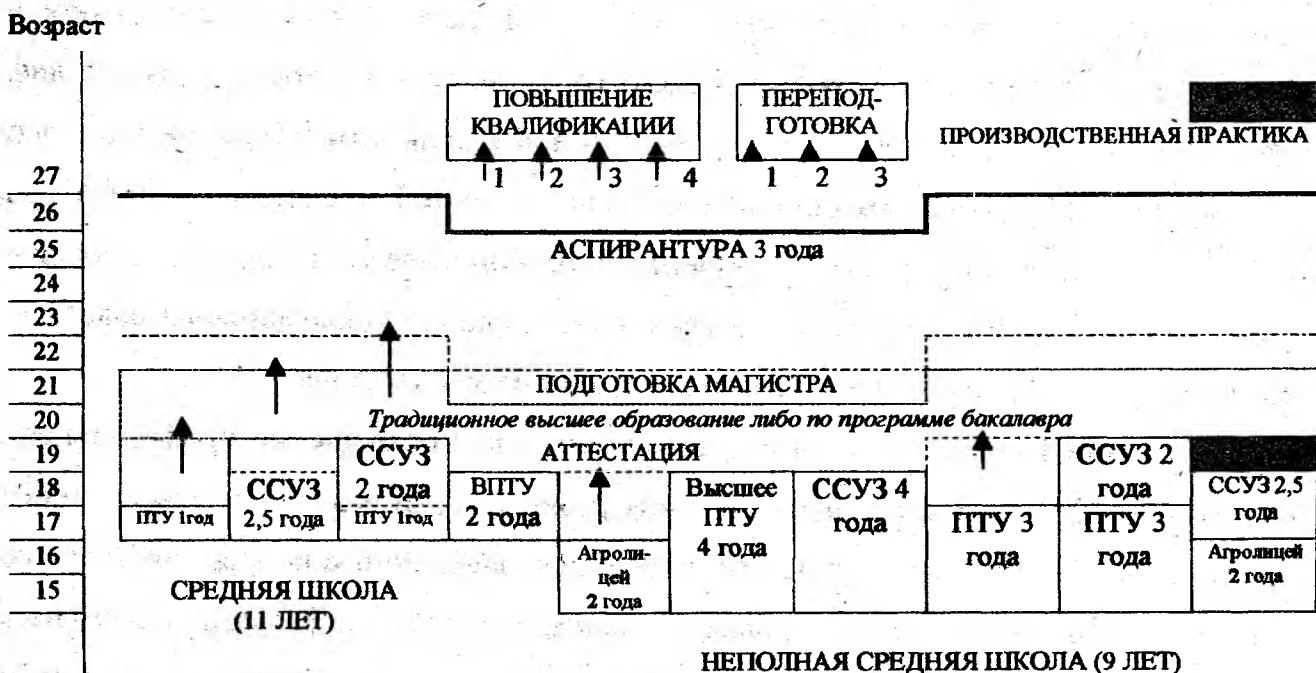 Возраст
ПОВЫШЕНИЕ
КВАЛИФИКАЦИИ
1 2 3 4
ПЕРЕПОД-
ГОТОВКА
1 2 3
ПРОИЗВОДСТВЕННАЯ ПРАКТИКА
27
26
25
24
23
22
21
20
19
18
17
16
15
АСПИРАНТУРА 3 года
ПОДГОТОВКА МАГИСТРА
Традиционное высшее образование либо по программе бакалавра
АТТЕСТАЦИЯ
ПТУ 1год
ССУЗ
2,5 года
ССУЗ
2 года
ПТУ 1год
ВПТУ
2 года
Агроли-
цей
2 года
Высшее
ПТУ
4 года
ССУЗ 4
года
ПТУ 3
года
ССУЗ 2
года
ПТУ 3
года
ССУЗ 2,5
года
Агролицей
2 года
СРЕДНЯЯ ШКОЛА
(11 ЛЕТ)
НЕПОЛНАЯ СРЕДНЯЯ ШКОЛА (9 ЛЕТ)